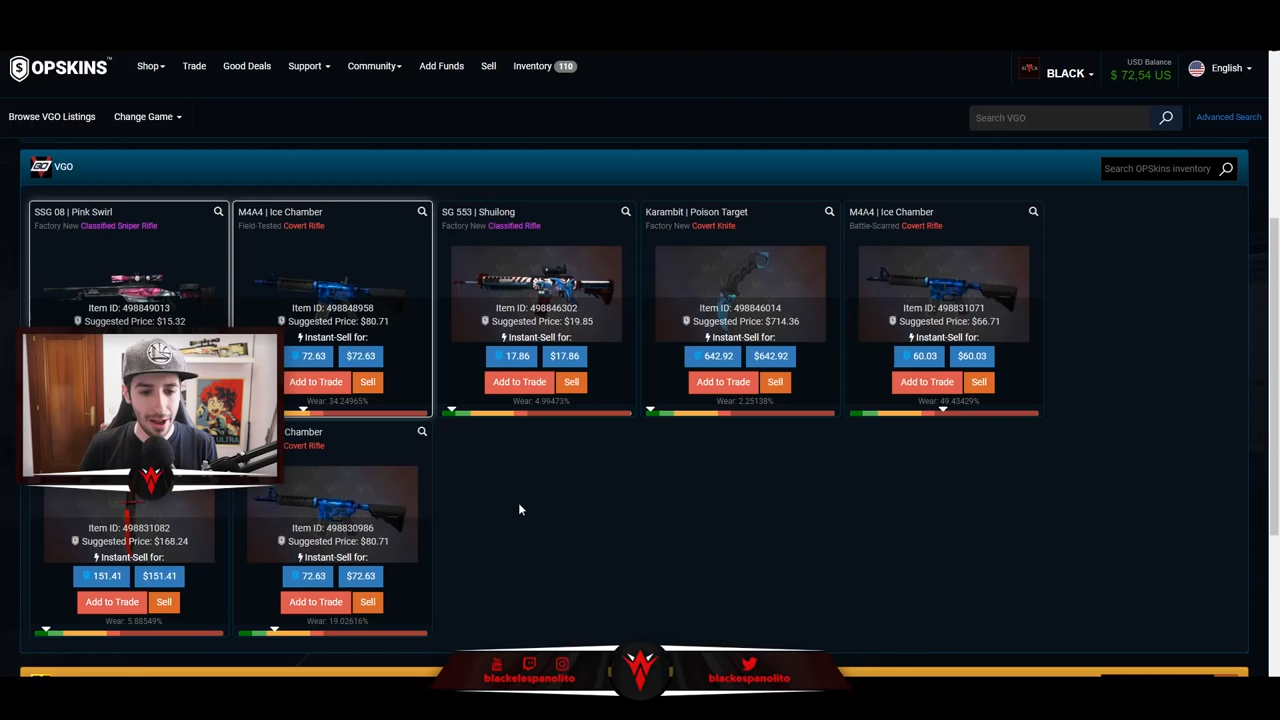 OPSKINS™
Shop
Trade
Good Deals
Support
Community
Add Funds
Sell
Inventory 110
BLACK
USD Balance
$ 72,54 US
English
Browse VGO Listings
Change Game
Search VGO
Advanced Search
VGO
Search OPSkins inventory
SSG 08 | Pink Swirl
Factory New Classified Sniper Rifle
Item ID: 498849013
Suggested Price: $15.32
M4A4 | Ice Chamber
Field-Tested Covert Rifle
Item ID: 498848958
Suggested Price: $80.71
Instant-Sell for:
72.63 $72.63
Add to Trade Sell
Wear: 34.24965%
SG 553 | Shuilong
Factory New Classified Rifle
Item ID: 498846302
Suggested Price: $19.85
Instant-Sell for:
17.86 $17.86
Add to Trade Sell
Wear: 4.99473%
Karambit | Poison Target
Factory New Covert Knife
Item ID: 498846014
Suggested Price: $714.36
Instant-Sell for:
642.92 $642.92
Add to Trade Sell
Wear: 2.25138%
M4A4 | Ice Chamber
Battle-Scarred Covert Rifle
Item ID: 498831071
Suggested Price: $66.71
Instant-Sell for:
60.03 $60.03
Add to Trade Sell
Wear: 49.43429%
Item ID: 498831082
Suggested Price: $168.24
Instant-Sell for:
151.41 $151.41
Add to Trade Sell
Wear: 5.88549%
Chamber
Covert Rifle
Item ID: 498830986
Suggested Price: $80.71
Instant-Sell for:
72.63 $72.63
Add to Trade Sell
Wear: 19.02616%
ULTRA
blackelespanolito
blackespanolito